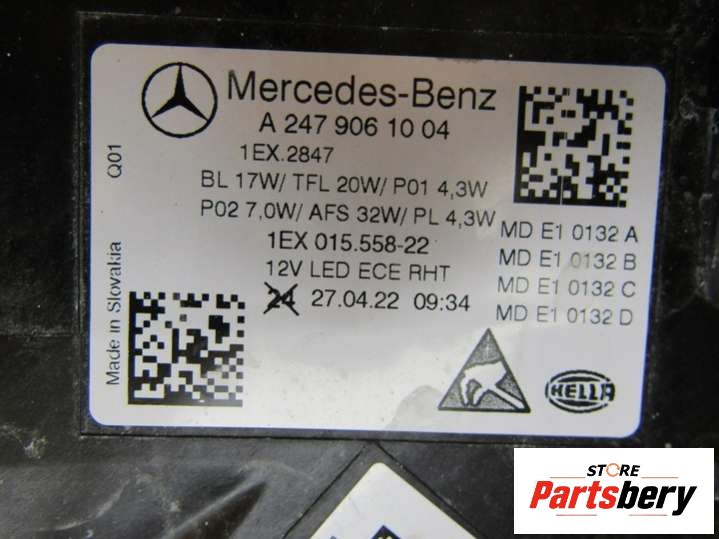 Mercedes-Benz
A 247 906 10 04
1EX.2847
BL 17W/ TFL 20W/ P01 4,3W
P02 7,0W/ AFS 32W/ PL 4,3W
1EX 015.558-22
12V LED ECE RHT
24 27.04.22 09:34
MD E1 0132 A
MD E1 0132 B
MD E1 0132 C
MD E1 0132 D
Made in Slovakia
Q01
HELLA
STORE
Partsbery